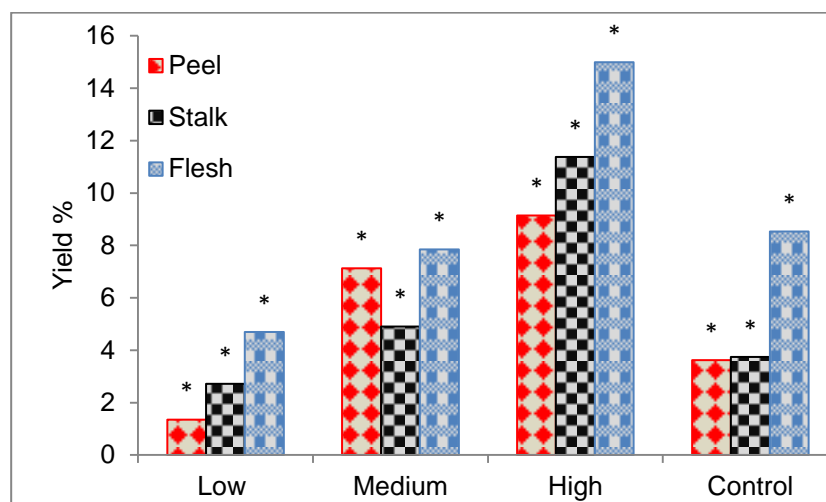 16
14
12
10
8
6
4
2
0
Yield %
Peel
Stalk
Flesh
* * *
* * *
* * *
* * *
Low Medium High Control